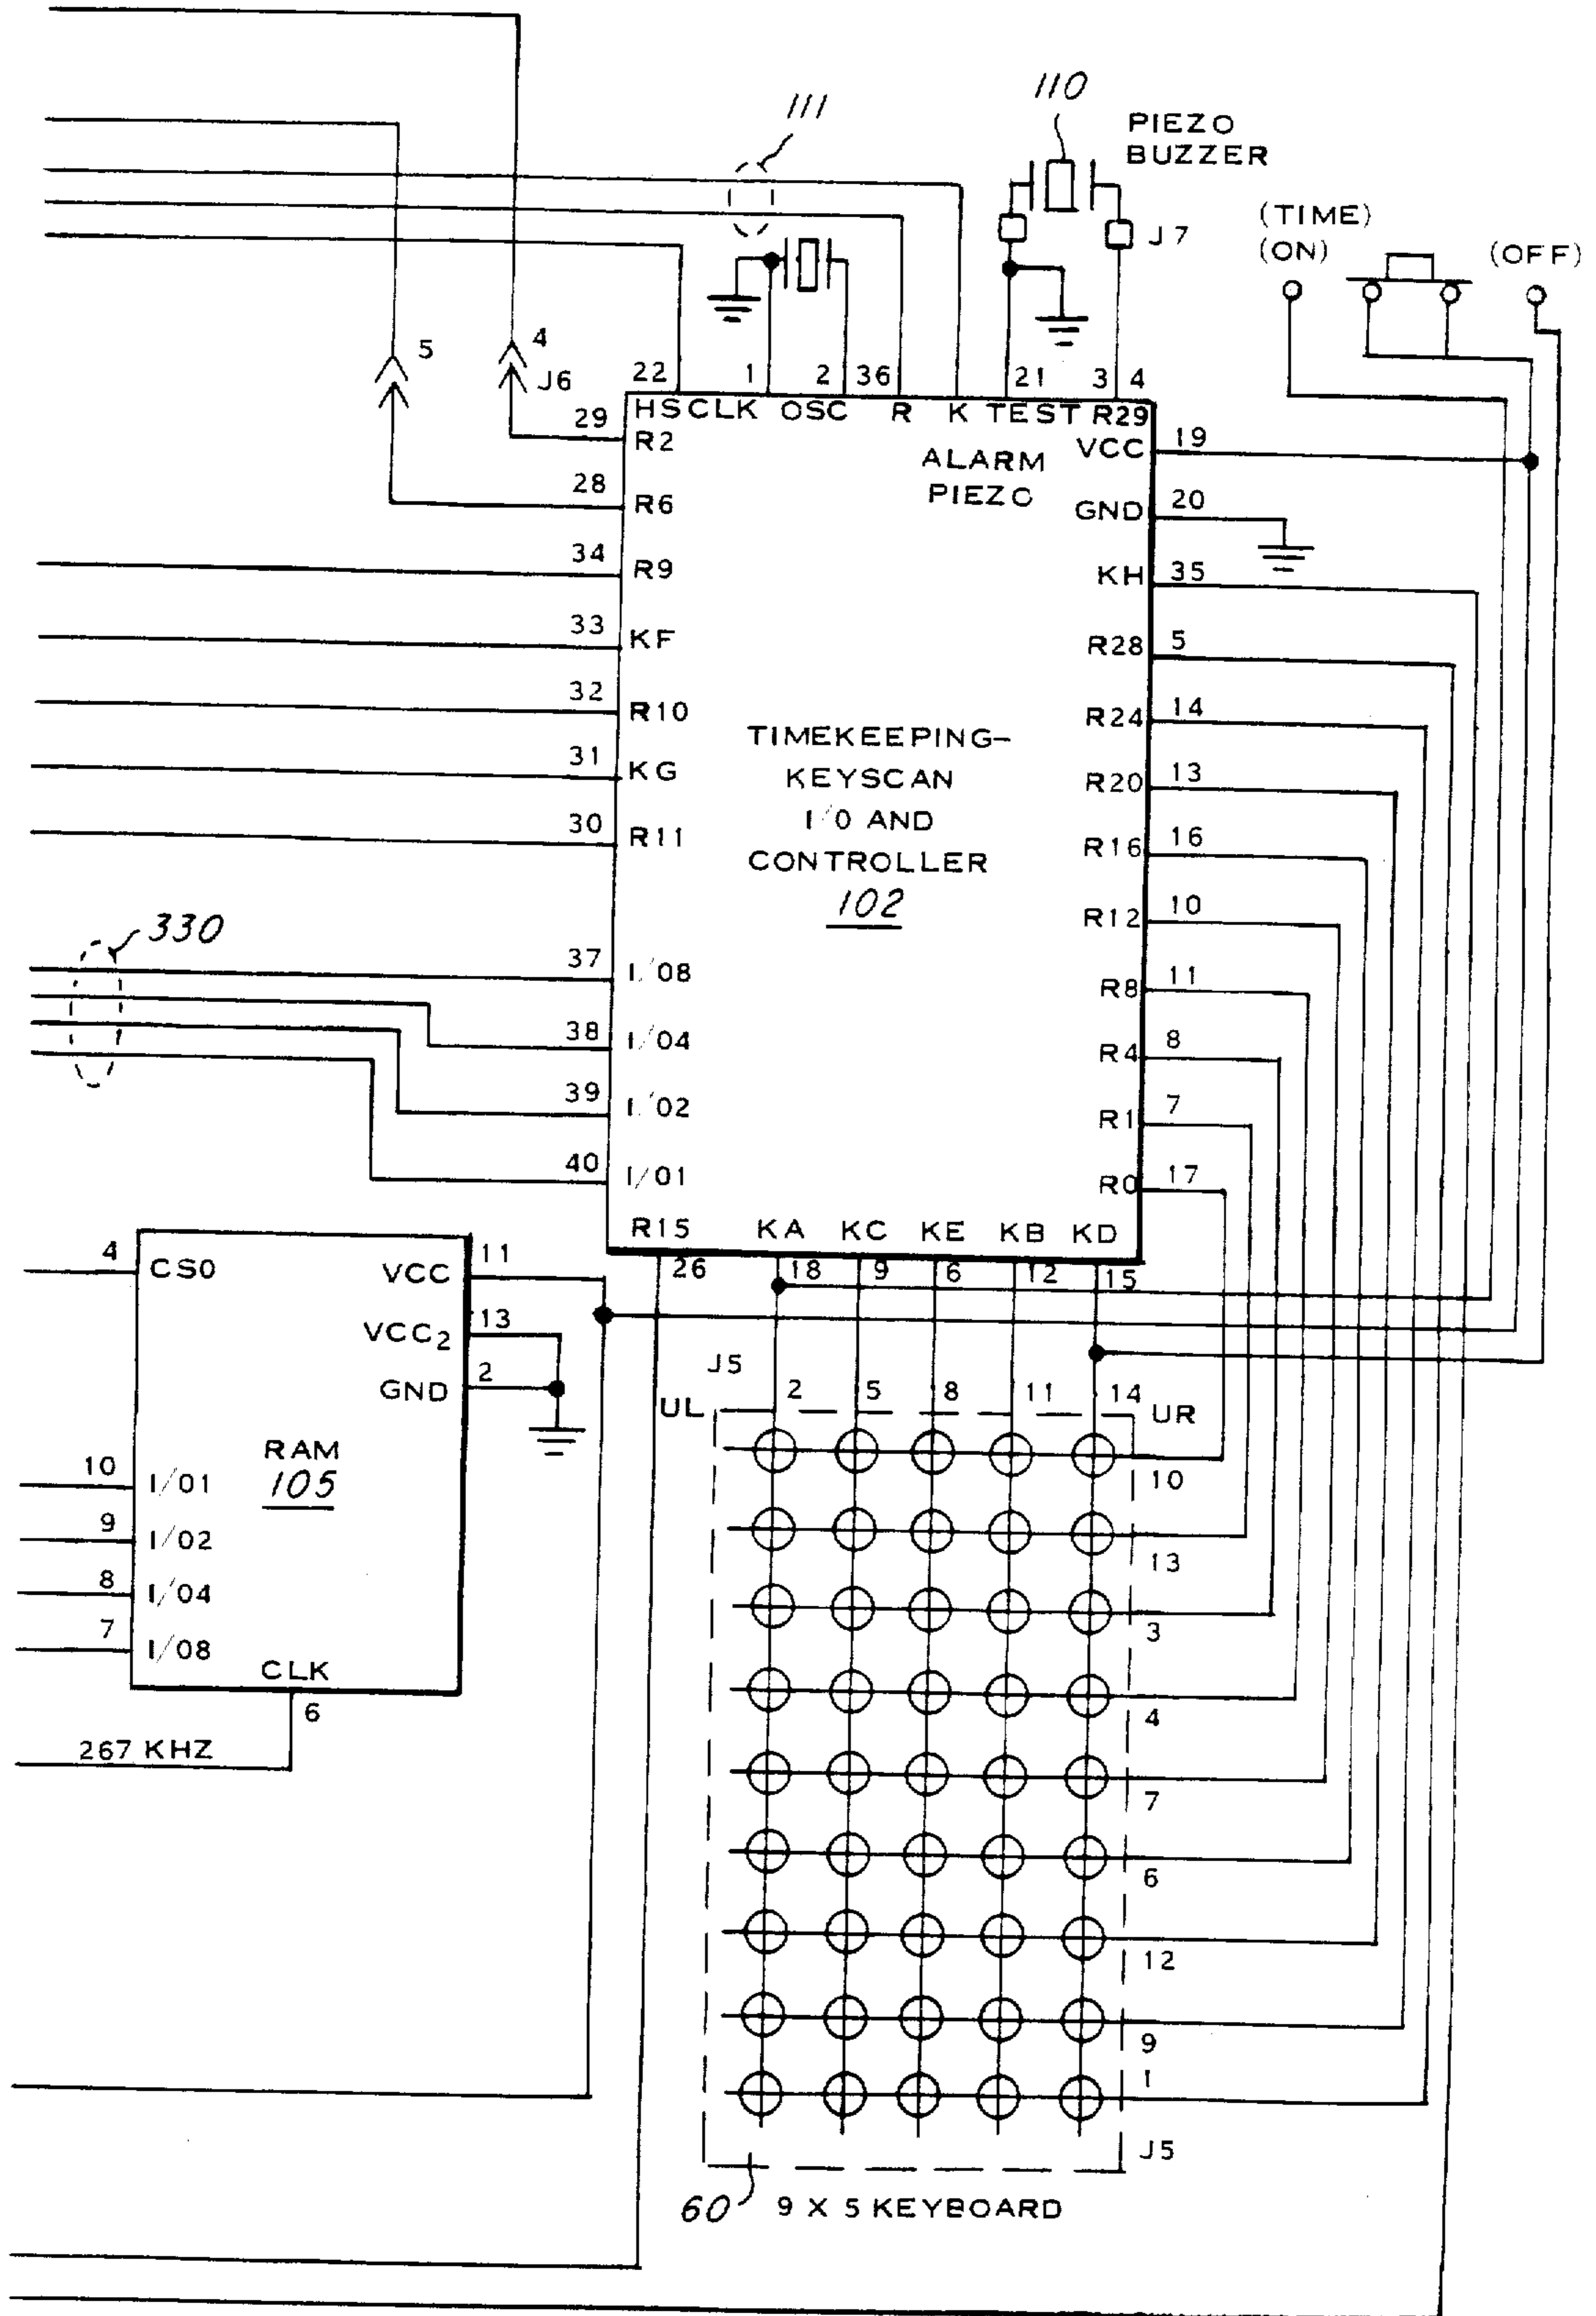 110
111
PIEZO
BUZZER
(TIME)
(ON)
(OFF)
J7
5
4
J6
22
1
2
36
21
3
4
HS
CLK
OSC
R
K
TEST
R29
29
R2
ALARM
PIEZO
VCC
19
28
R6
GND
20
34
R9
KH
35
33
KF
R28
5
32
R10
R24
14
TIMEKEEPING-
KEYSCAN
I/O AND
CONTROLLER
102
31
KG
R20
13
30
R11
R16
16
R12
10
330
37
I/08
R8
11
38
I/04
R4
8
39
I/02
R1
7
40
I/01
R0
17
R15
KA
KC
KE
KB
KD
26
18
9
6
12
15
4
CS0
VCC
11
VCC2
13
GND
2
RAM
105
10
I/01
9
I/02
8
I/04
7
I/08
CLK
6
267 KHZ
J5
UL
2
5
8
11
14
UR
10
13
3
4
7
6
12
9
1
J5
60
9 X 5 KEYBOARD